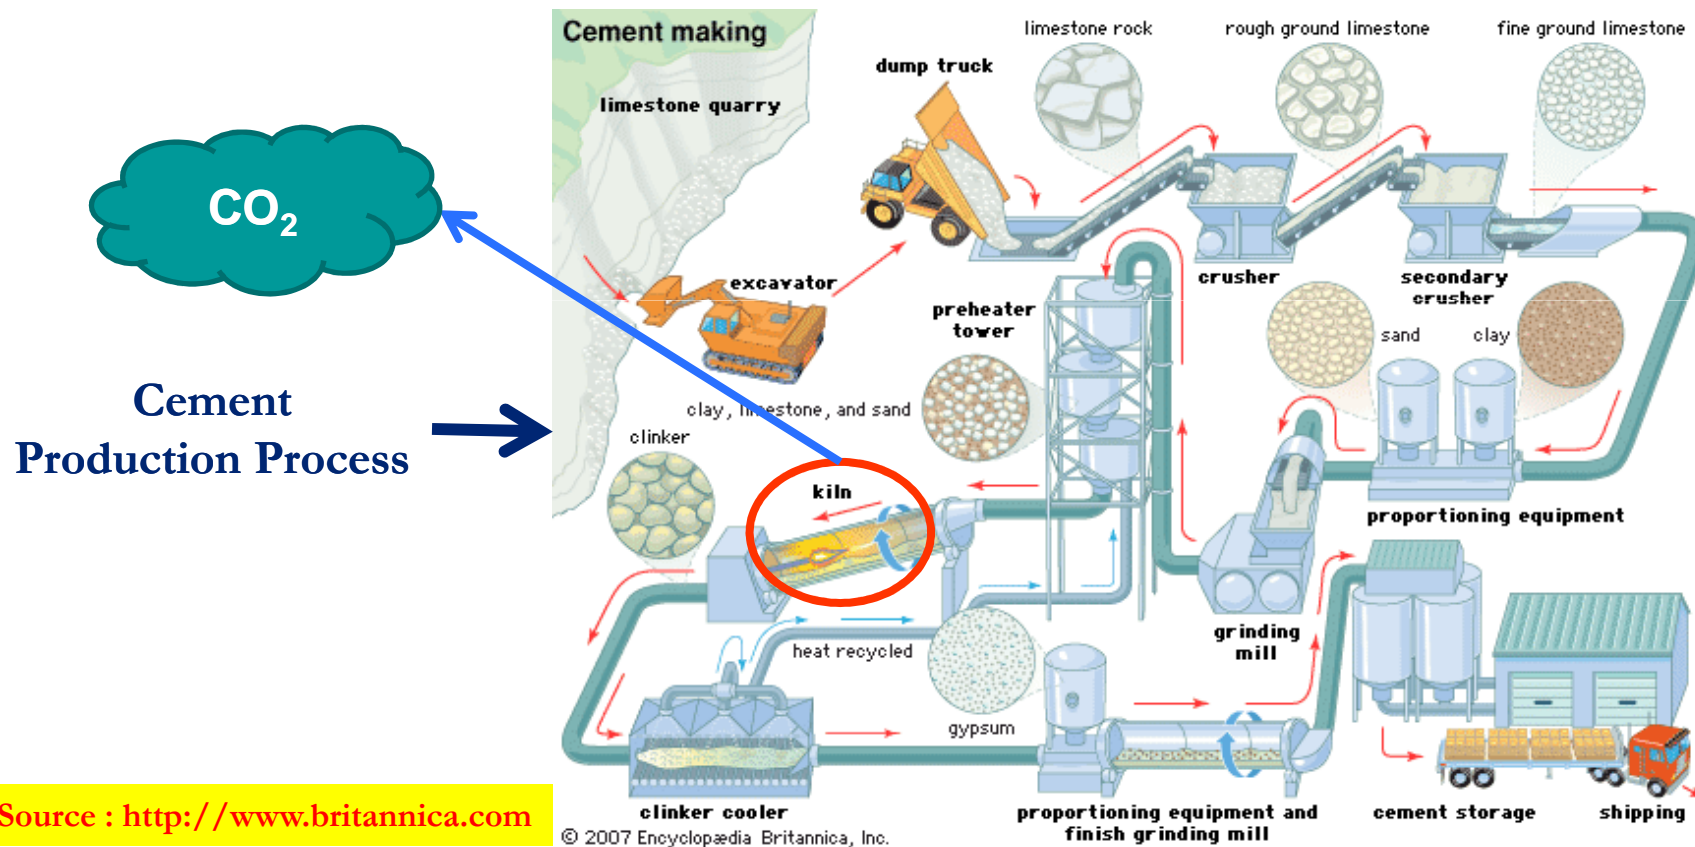 Cement making
limestone quarry
dump truck
limestone rock
rough ground limestone
fine ground limestone
CO₂
excavator
crusher
secondary
crusher
preheater
tower
sand
clay
Cement
Production Process
clay, limestone, and sand
clinker
kiln
proportioning equipment
grinding
mill
heat recycled
gypsum
clinker cooler
proportioning equipment and
finish grinding mill
cement storage
shipping
Source : http://www.britannica.com
© 2007 Encyclopædia Britannica, Inc.